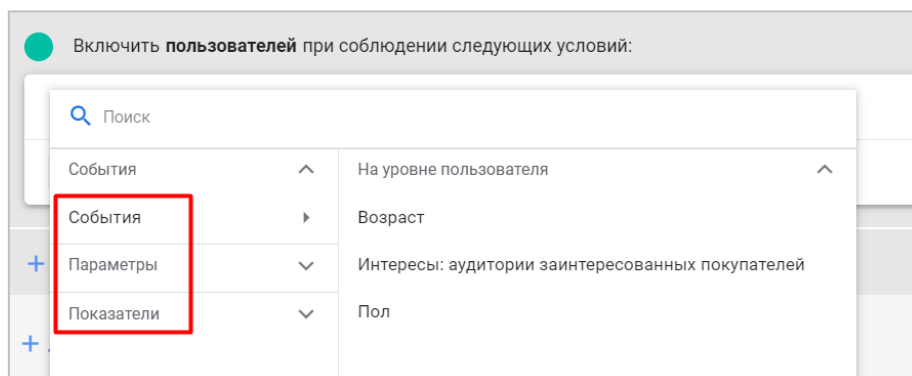 Включить пользователей при соблюдении следующих условий:
Поиск
События
На уровне пользователя
События
Возраст
Параметры
Интересы: аудитории заинтересованных покупателей
Показатели
Пол